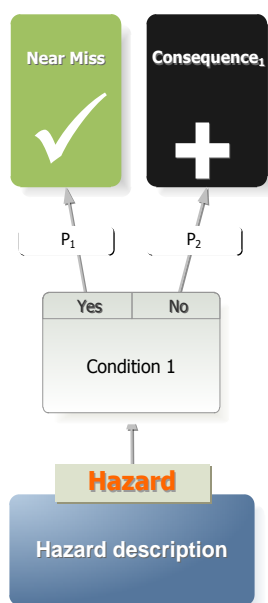 Near Miss
Consequence₁
P₁
P₂
Yes
No
Condition 1
Hazard
Hazard description